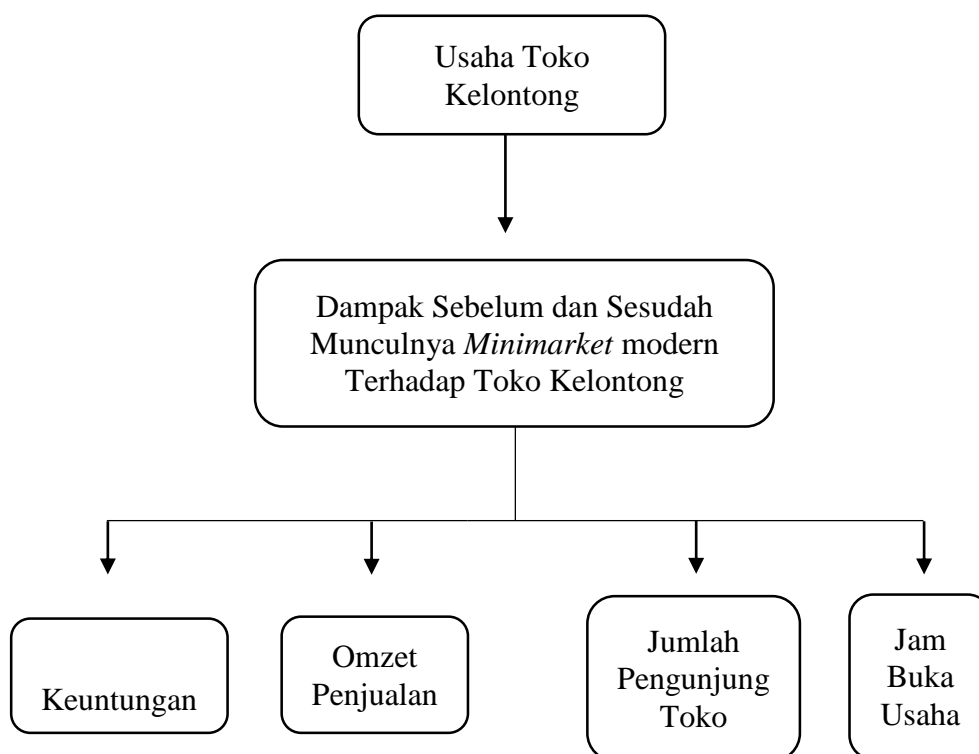 Usaha Toko
Kelontong
Dampak Sebelum dan Sesudah
Munculnya Minimarket modern
Terhadap Toko Kelontong
Keuntungan
Omzet
Penjualan
Jumlah
Pengunjung
Toko
Jam
Buka
Usaha